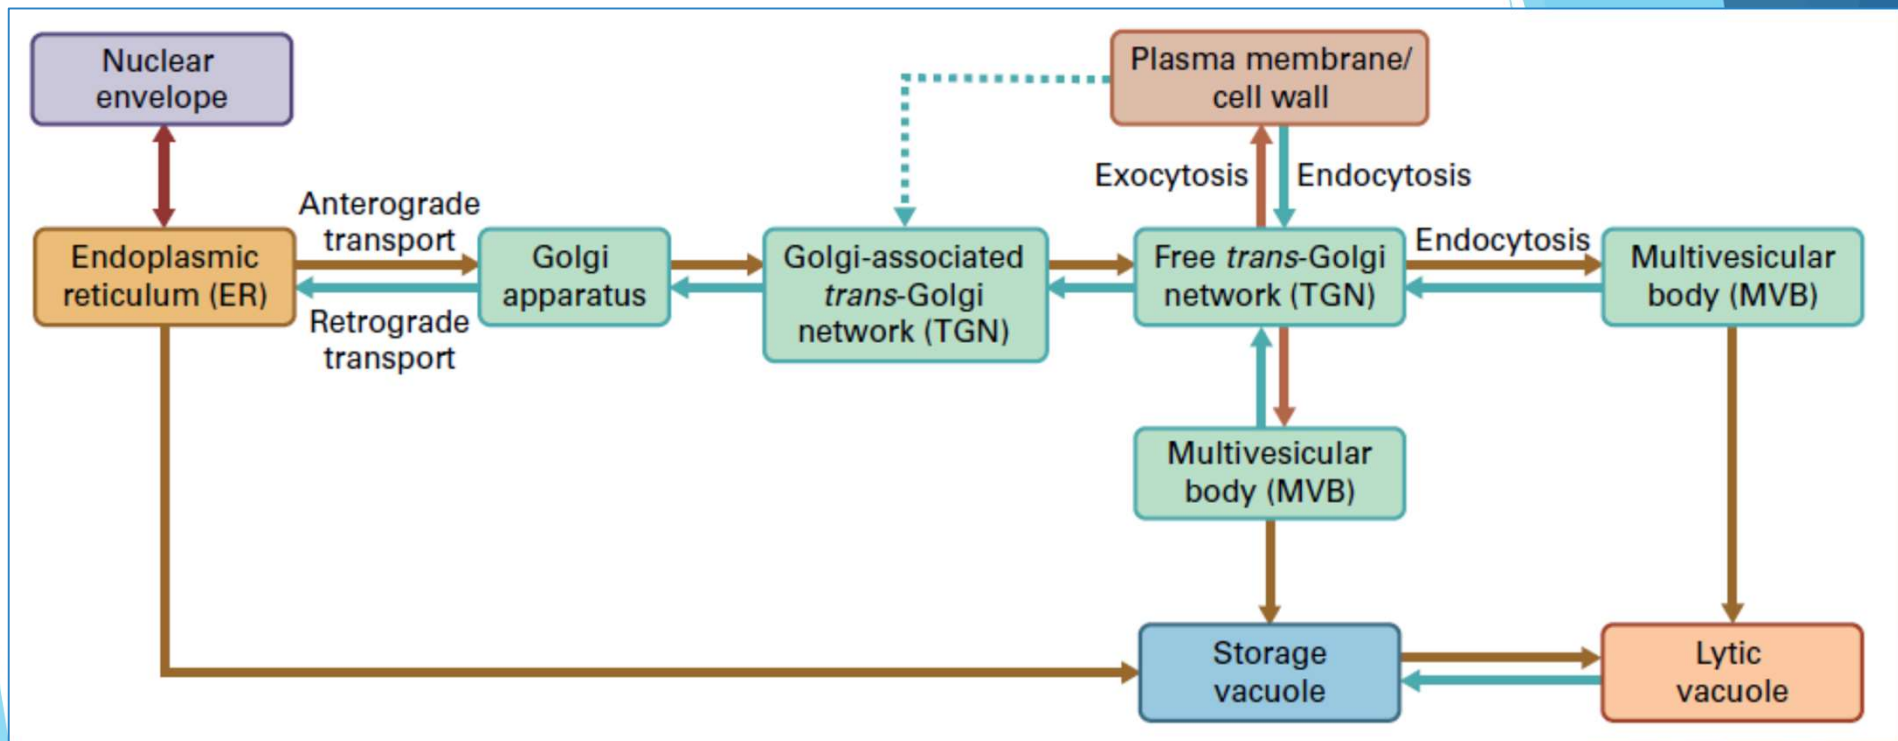 Nuclear
envelope
Plasma membrane/
cell wall
Exocytosis
Endocytosis
Anterograde
transport
Endoplasmic
reticulum (ER)
Retrograde
transport
Golgi
apparatus
Golgi-associated
trans-Golgi
network (TGN)
Free trans-Golgi
network (TGN)
Endocytosis
Multivesicular
body (MVB)
Multivesicular
body (MVB)
Storage
vacuole
Lytic
vacuole